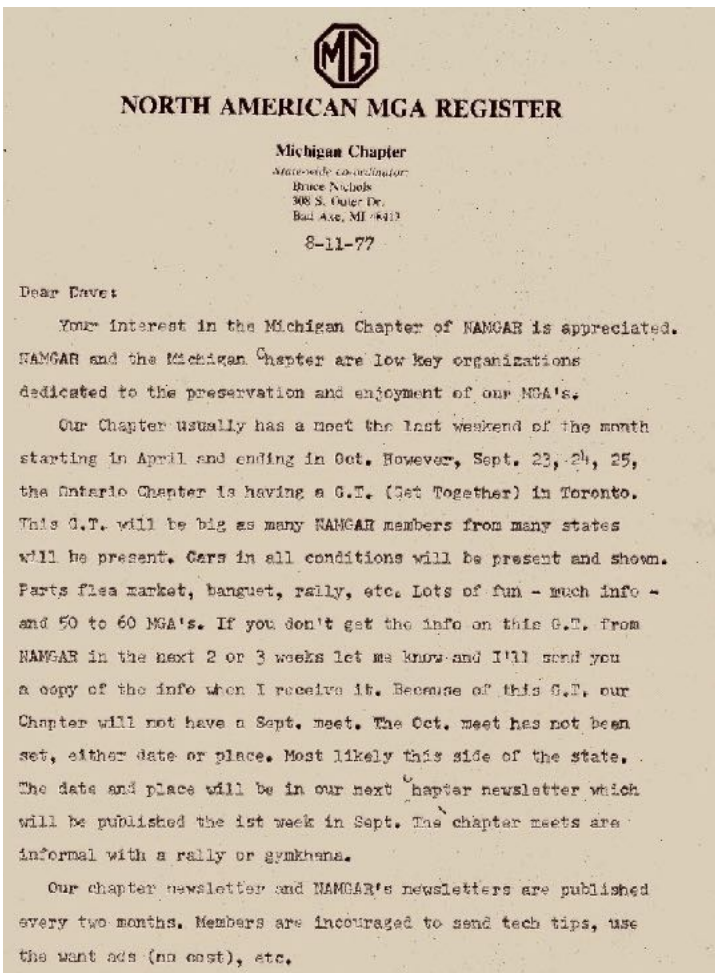 MG
NORTH AMERICAN MGA REGISTER
Michigan Chapter
State-wide co-ordinator:
Bruce Nichols
308 S. Outer Dr.
Bad Axe, MI 48413
8-11-77
Dear Dave:
Your interest in the Michigan Chapter of NAMGAR is appreciated.
NAMGAR and the Michigan Chapter are low key organizations
dedicated to the preservation and enjoyment of our MGA's.
Our Chapter usually has a meet the last weekend of the month
starting in April and ending in Oct. However, Sept. 23, 24, 25,
the Ontario Chapter is having a G.T. (Get Together) in Toronto.
This G.T. will be big as many NAMGAR members from many states
will be present. Cars in all conditions will be present and shown.
Parts flea market, banquet, rally, etc. Lots of fun - much info -
and 50 to 60 MGA's. If you don't get the info on this G.T. from
NAMGAR in the next 2 or 3 weeks let me know and I'll send you
a copy of the info when I receive it. Because of this G.T. our
Chapter will not have a Sept. meet. The Oct. meet has not been
set, either date or place. Most likely this side of the state.
The date and place will be in our next Chapter newsletter which
will be published the 1st week in Sept. The chapter meets are
informal with a rally or gymkhana.
Our chapter newsletter and NAMGAR's newsletters are published
every two months. Members are incouraged to send tech tips, use
the want ads (no cost), etc.